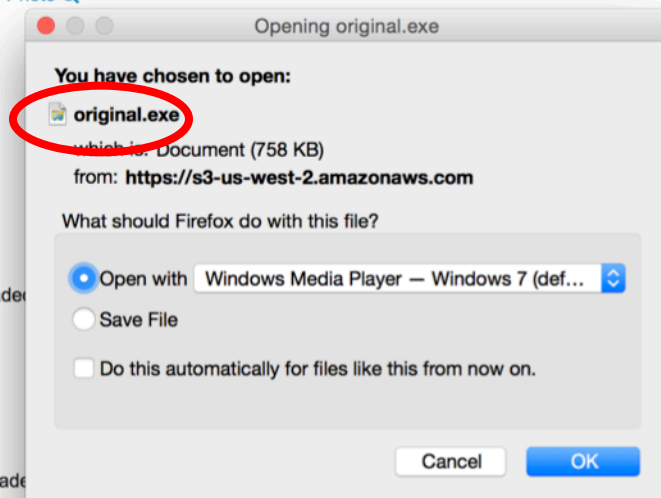 Opening original.exe
You have chosen to open:
original.exe
which is: Document (758 KB)
from: https://s3-us-west-2.amazonaws.com
What should Firefox do with this file?
Open with Windows Media Player — Windows 7 (def...
Save File
Do this automatically for files like this from now on.
Cancel OK